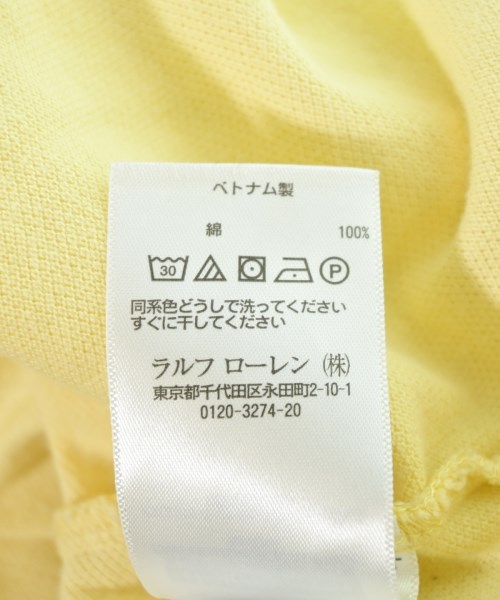 ベトナム製
綿 100%
30 P
同系色どうしで洗ってください
すぐに干してください
ラルフ ローレン (株)
東京都千代田区永田町2-10-1
0120-3274-20